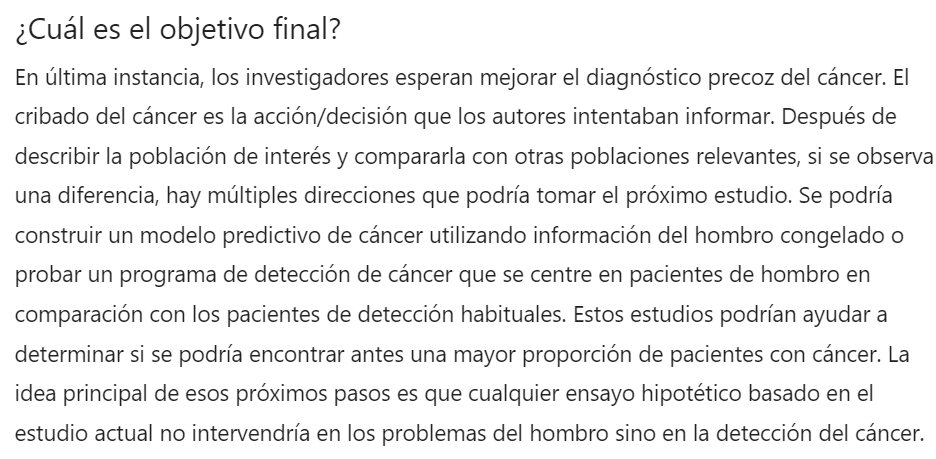 ¿Cuál es el objetivo final?
En última instancia, los investigadores esperan mejorar el diagnóstico precoz del cáncer. El
cribado del cáncer es la acción/decisión que los autores intentaban informar. Después de
describir la población de interés y compararla con otras poblaciones relevantes, si se observa
una diferencia, hay múltiples direcciones que podría tomar el próximo estudio. Se podría
construir un modelo predictivo de cáncer utilizando información del hombro congelado o
probar un programa de detección de cáncer que se centre en pacientes de hombro en
comparación con los pacientes de detección habituales. Estos estudios podrían ayudar a
determinar si se podría encontrar antes una mayor proporción de pacientes con cáncer. La
idea principal de esos próximos pasos es que cualquier ensayo hipotético basado en el
estudio actual no intervendría en los problemas del hombro sino en la detección del cáncer.